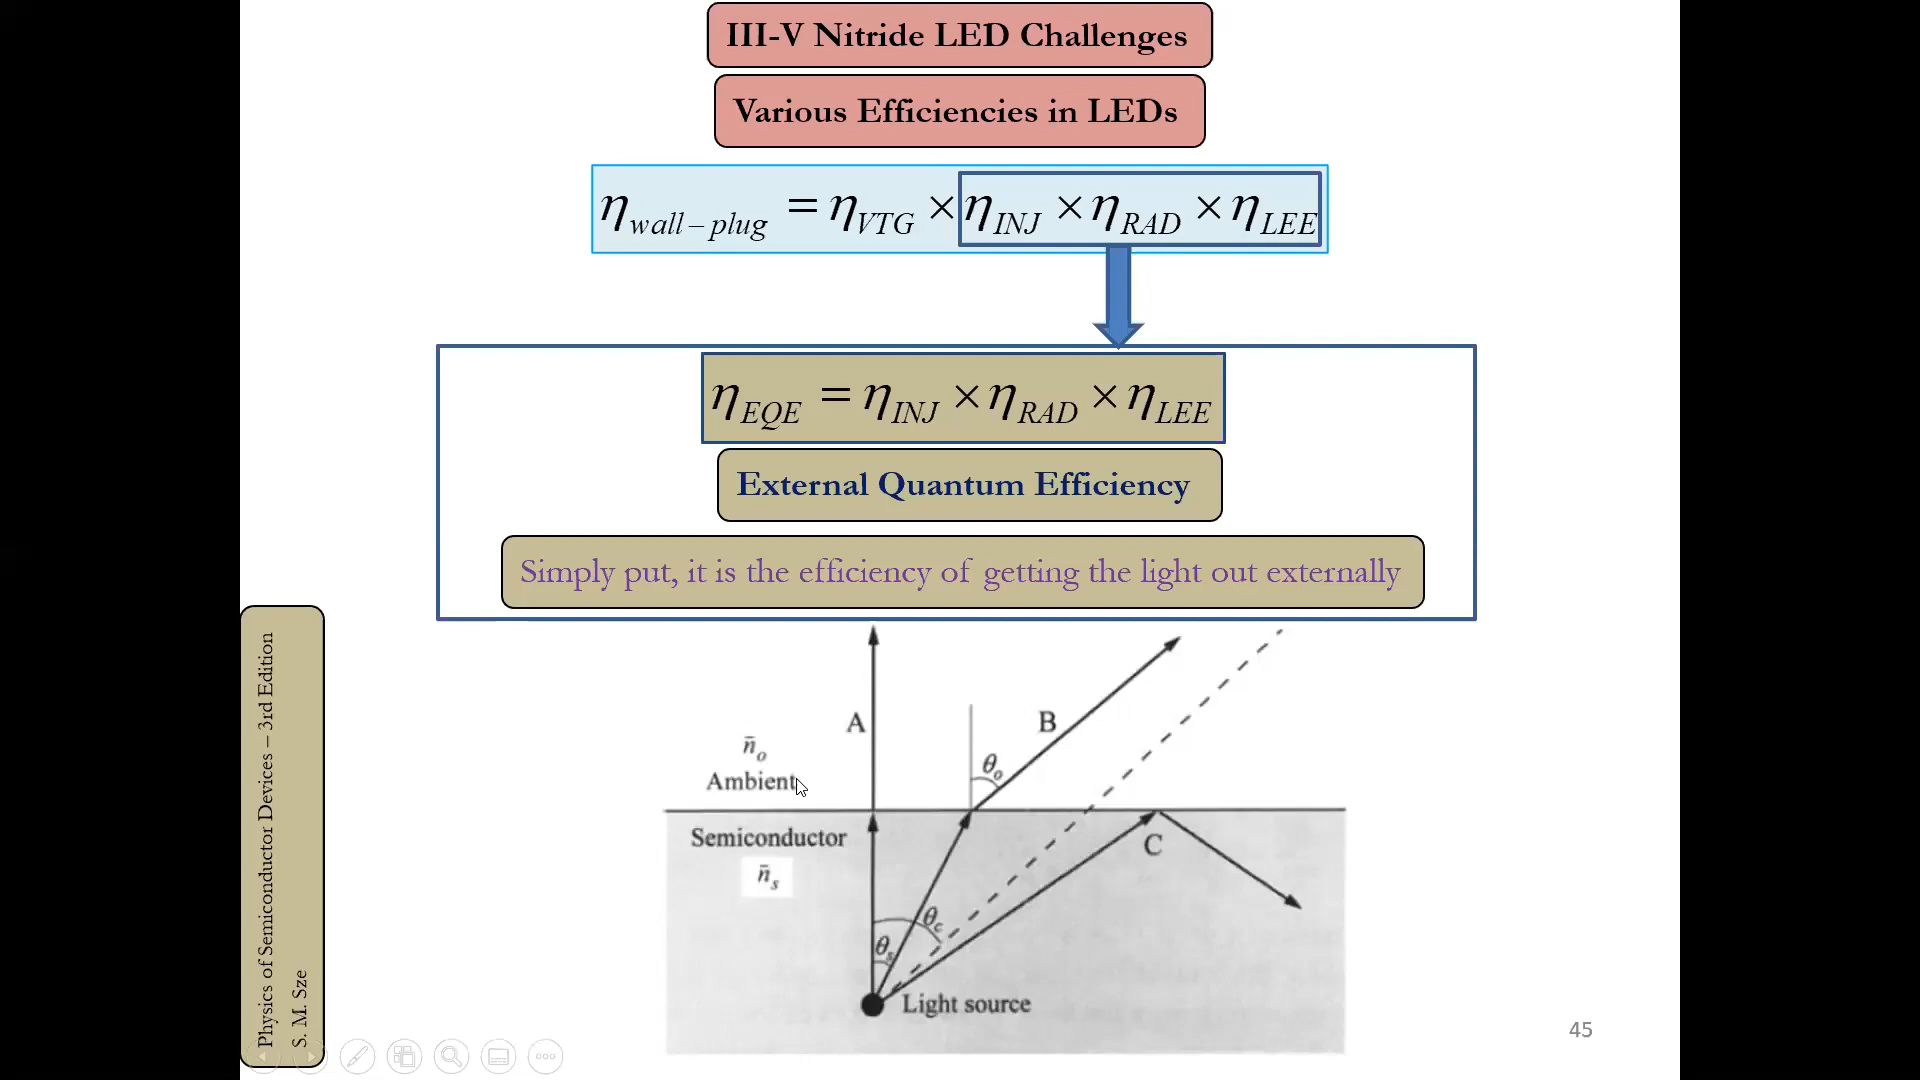 III-V Nitride LED Challenges
Various Efficiencies in LEDs
η_wall–plug = η_VTG × η_INJ × η_RAD × η_LEE
η_EQE = η_INJ × η_RAD × η_LEE
External Quantum Efficiency
Simply put, it is the efficiency of getting the light out externally
A
B
n̄_o
θ_o
Ambient
Semiconductor
C
n̄_s
θ_c
θ_s
Light source
Physics of Semiconductor Devices – 3rd Edition
S. M. Sze
45